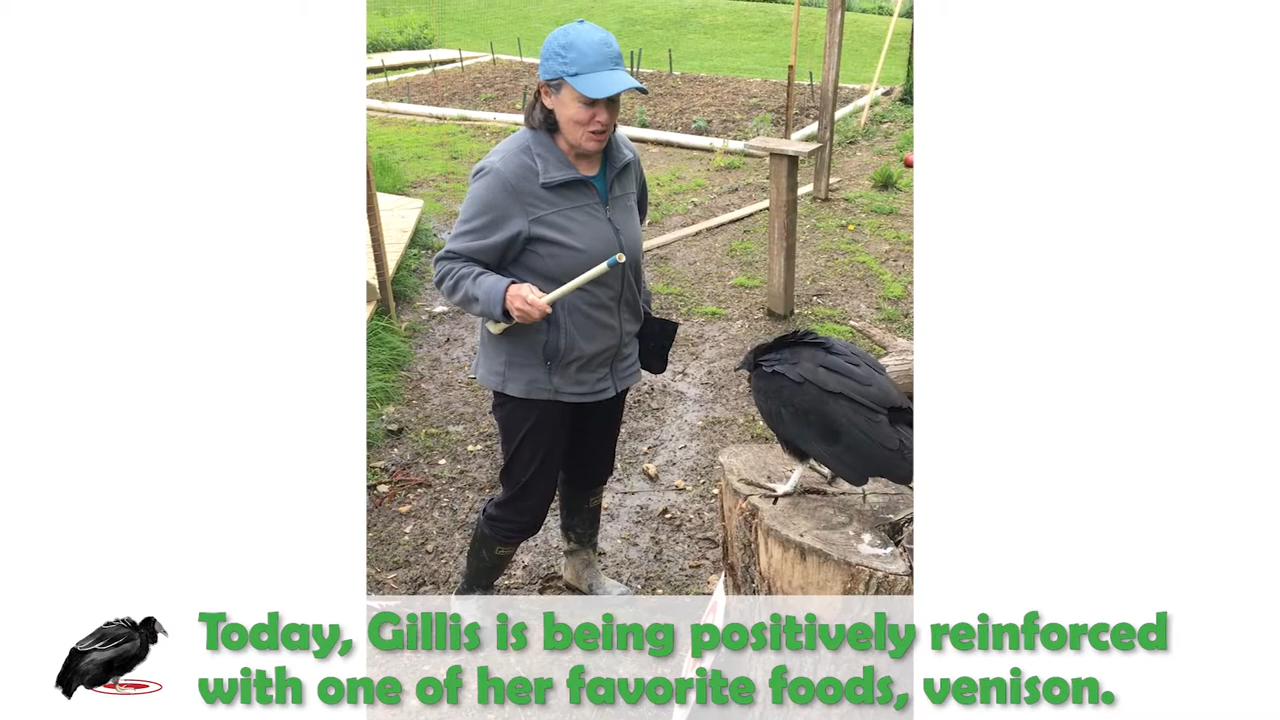 Today, Gillis is being positively reinforced
with one of her favorite foods, venison.